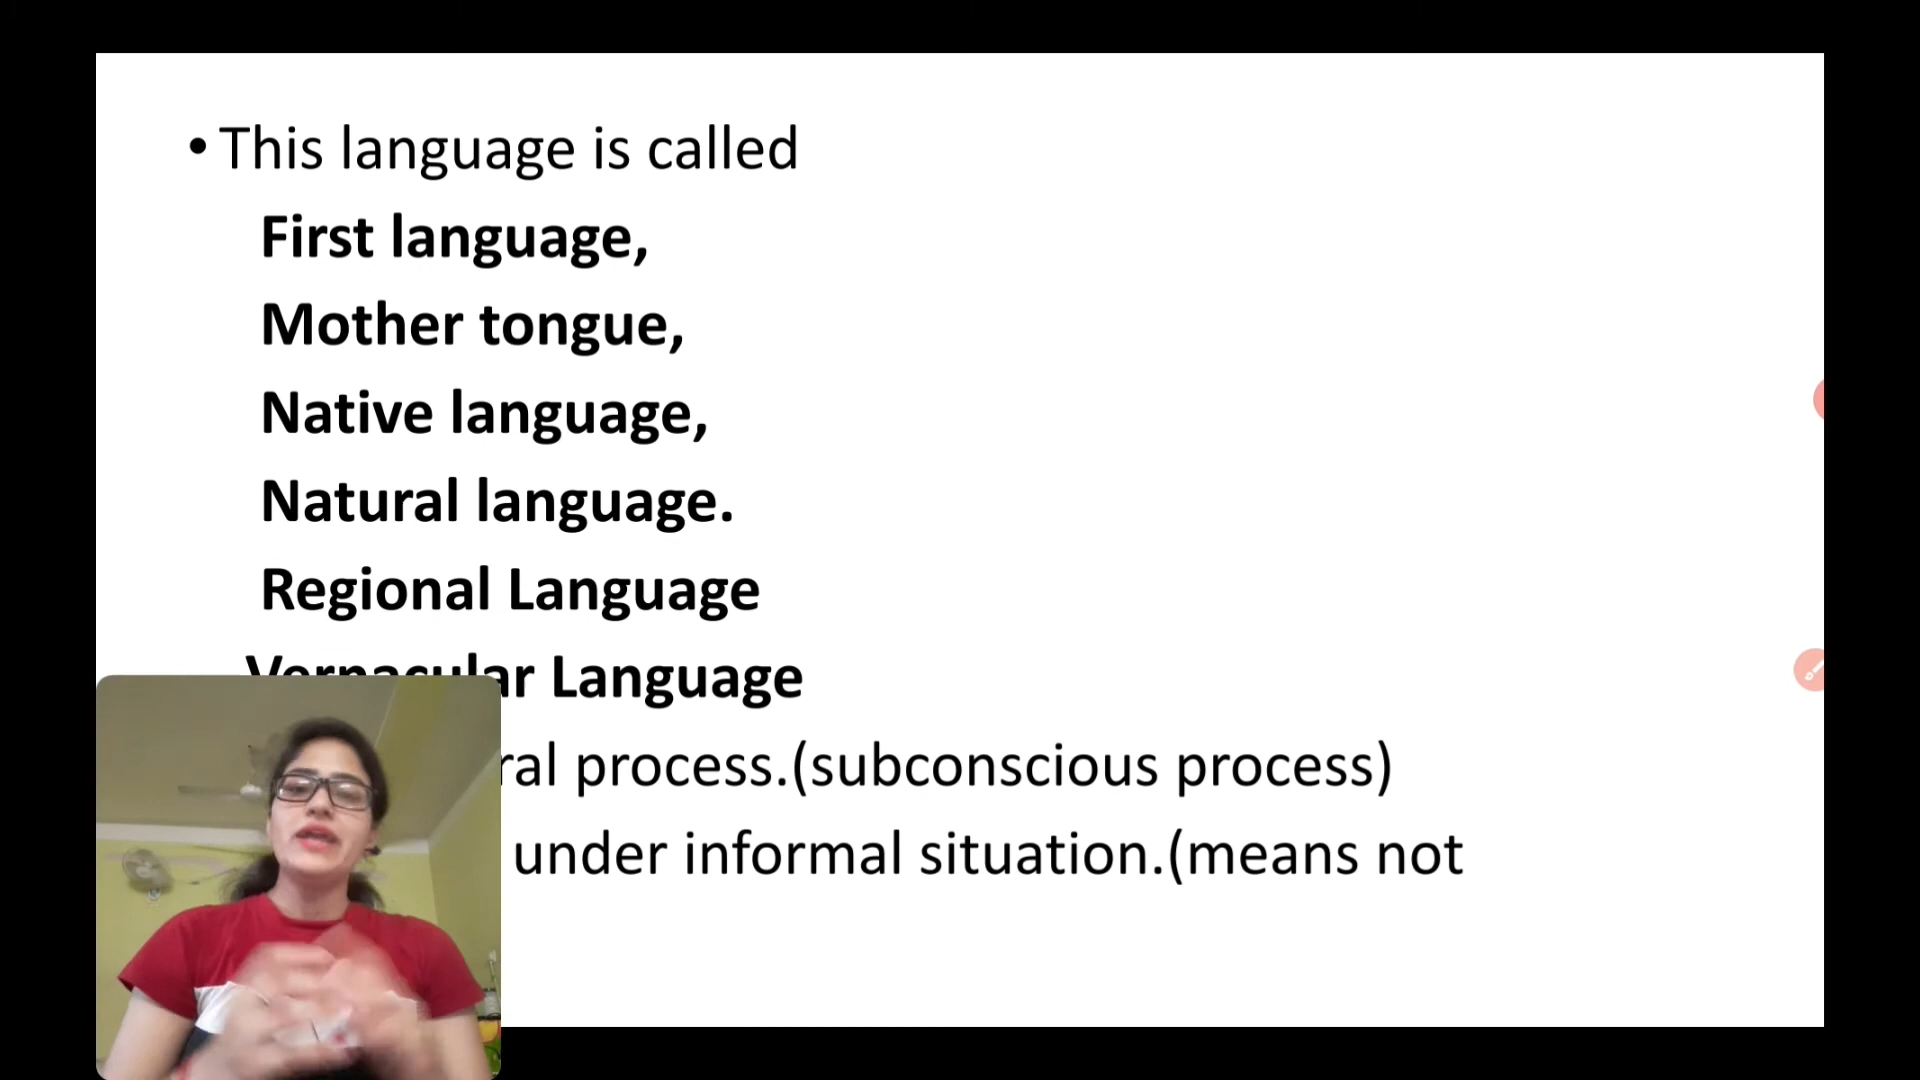 • This language is called
First language,
Mother tongue,
Native language,
Natural language.
Regional Language
Vernacular Language
process.(subconscious process)
under informal situation.(means not